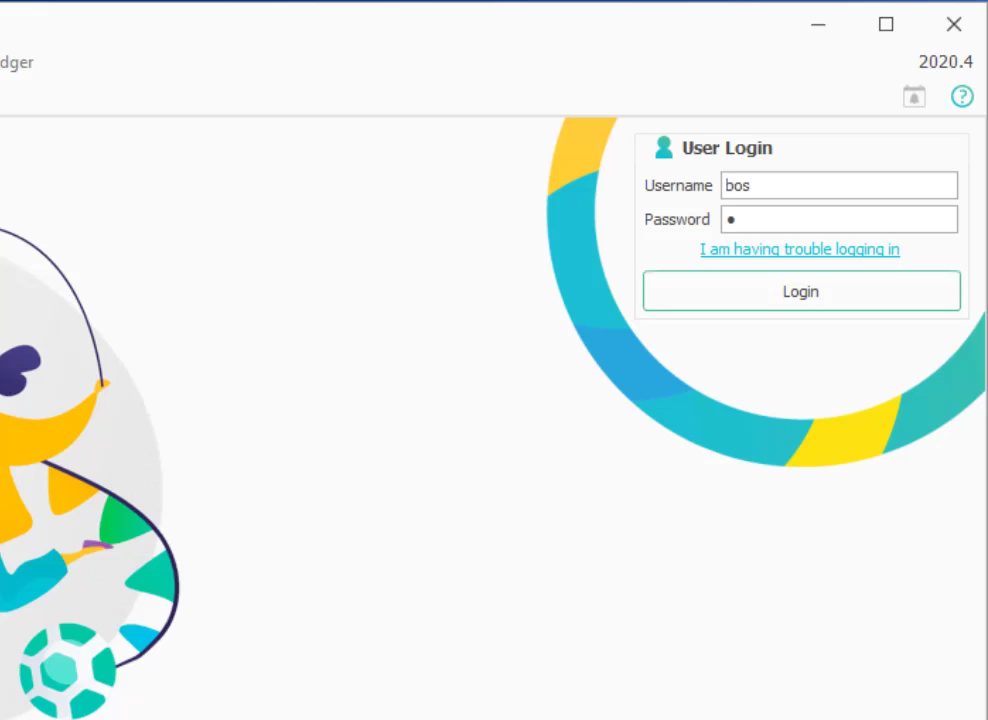 dger
2020.4
User Login
Username bos
Password •
I am having trouble logging in
Login